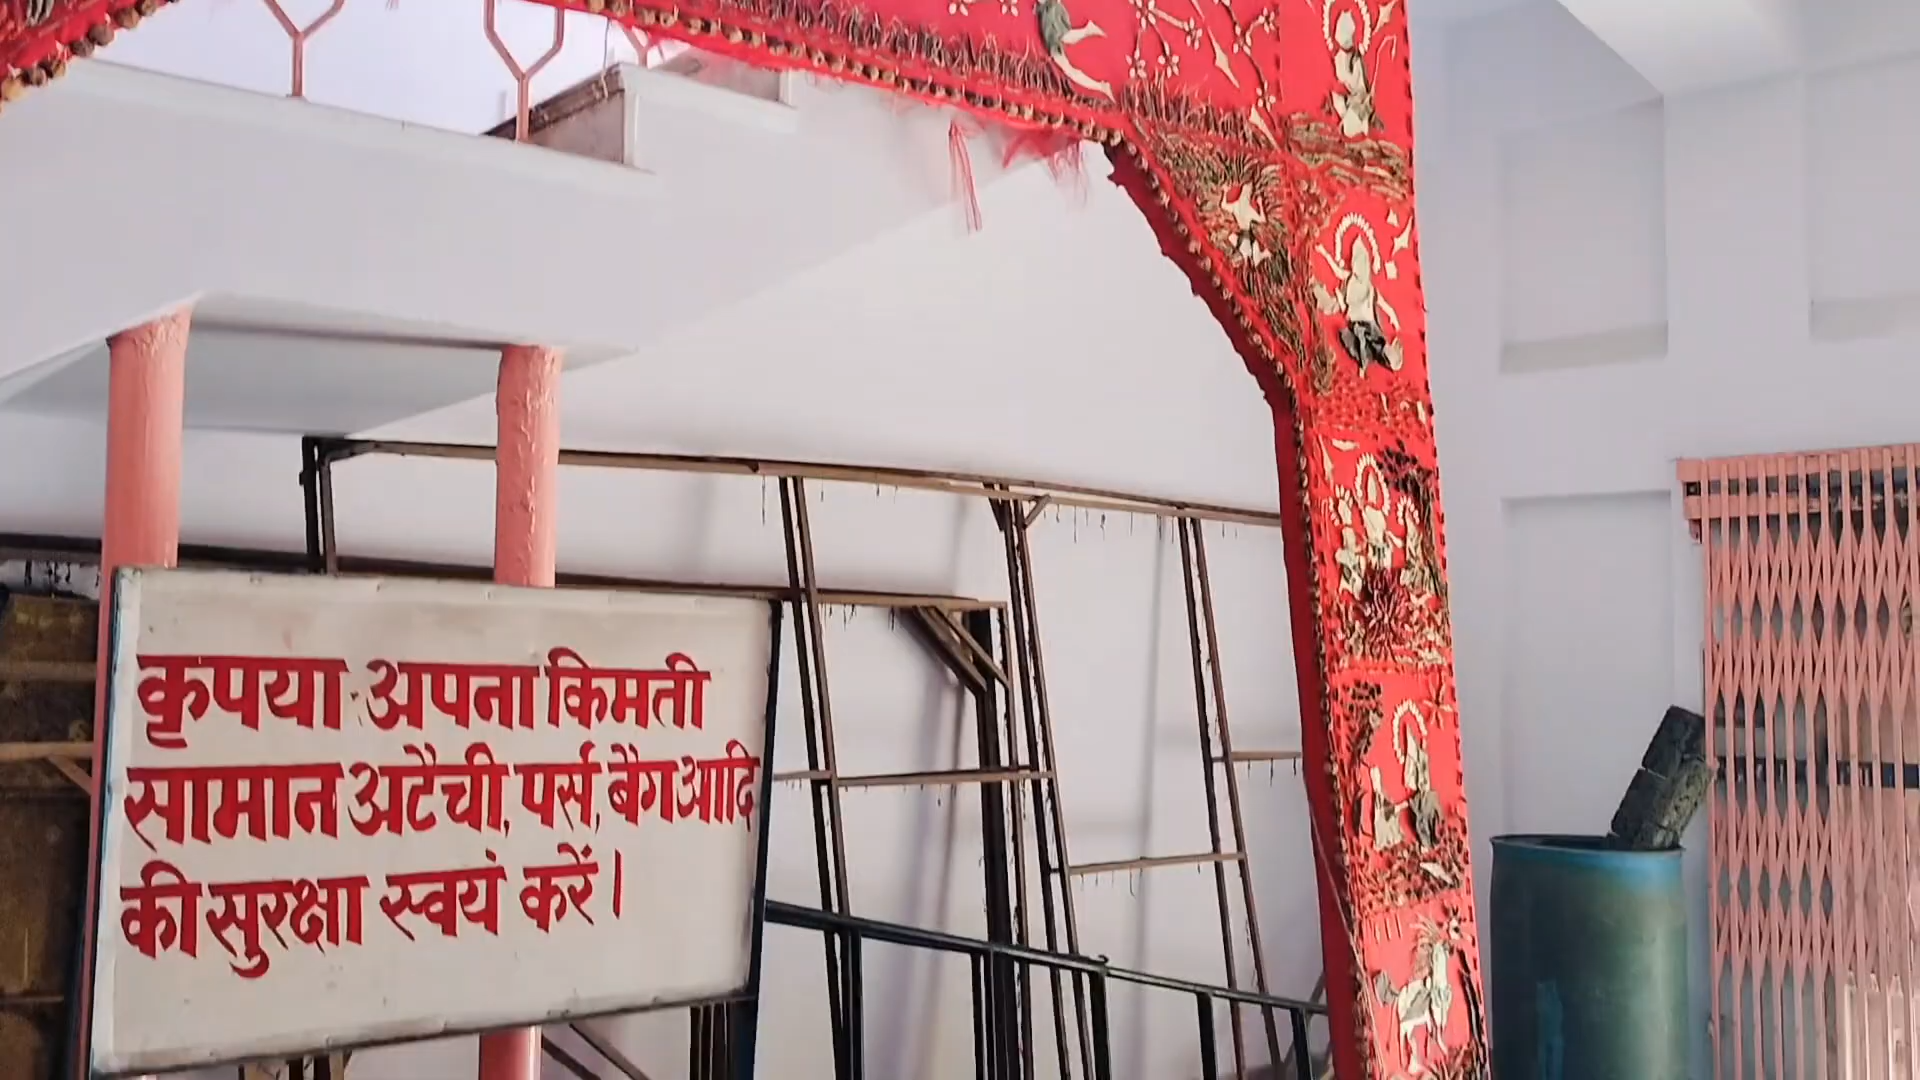 कृपया अपना किमती
सामान अटैची, पर्स, बैग आदि
की सुरक्षा स्वयं करें।